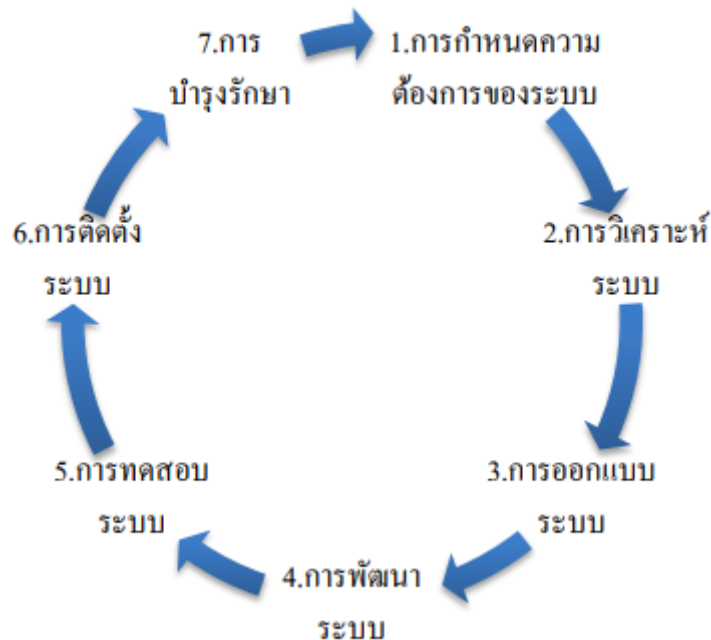 1.การกำหนดความ
ต้องการของระบบ
2.การวิเคราะห์
ระบบ
3.การออกแบบ
ระบบ
4.การพัฒนา
ระบบ
5.การทดสอบ
ระบบ
6.การติดตั้ง
ระบบ
7.การ
บำรุงรักษา